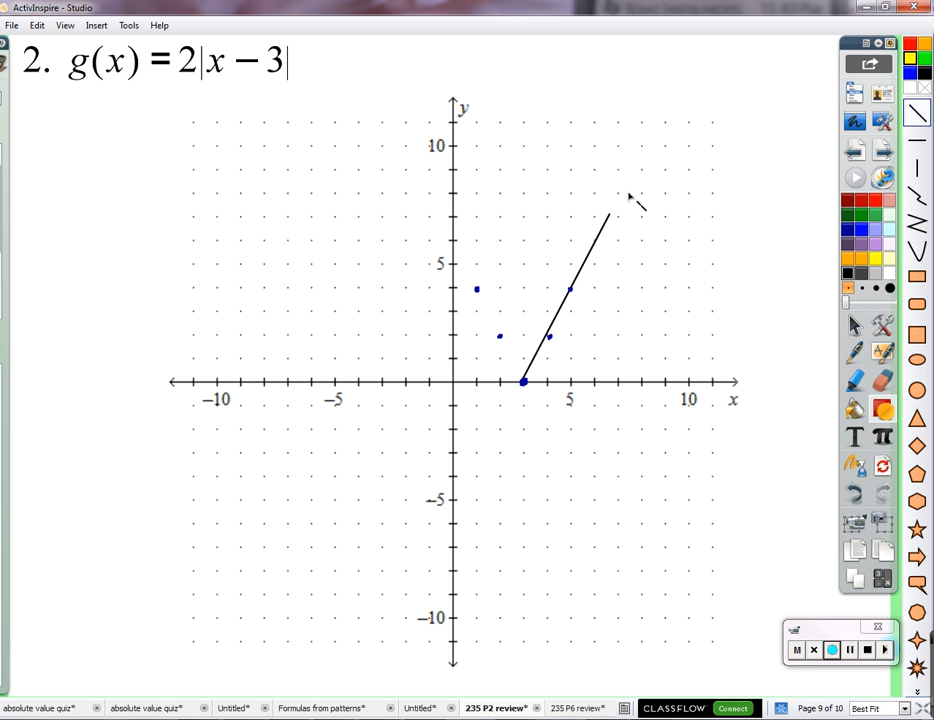 ActivInspire - Studio
File Edit View Insert Tools Help
2. g(x) = 2|x − 3|
y
10
5
−10 −5 5 10 x
−5
−10
M
absolute value quiz* absolute value quiz* Untitled* Formulas from patterns* Untitled* 235 P2 review* 235 P6 review* CLASSFLOW Connect Page 9 of 10 Best Fit